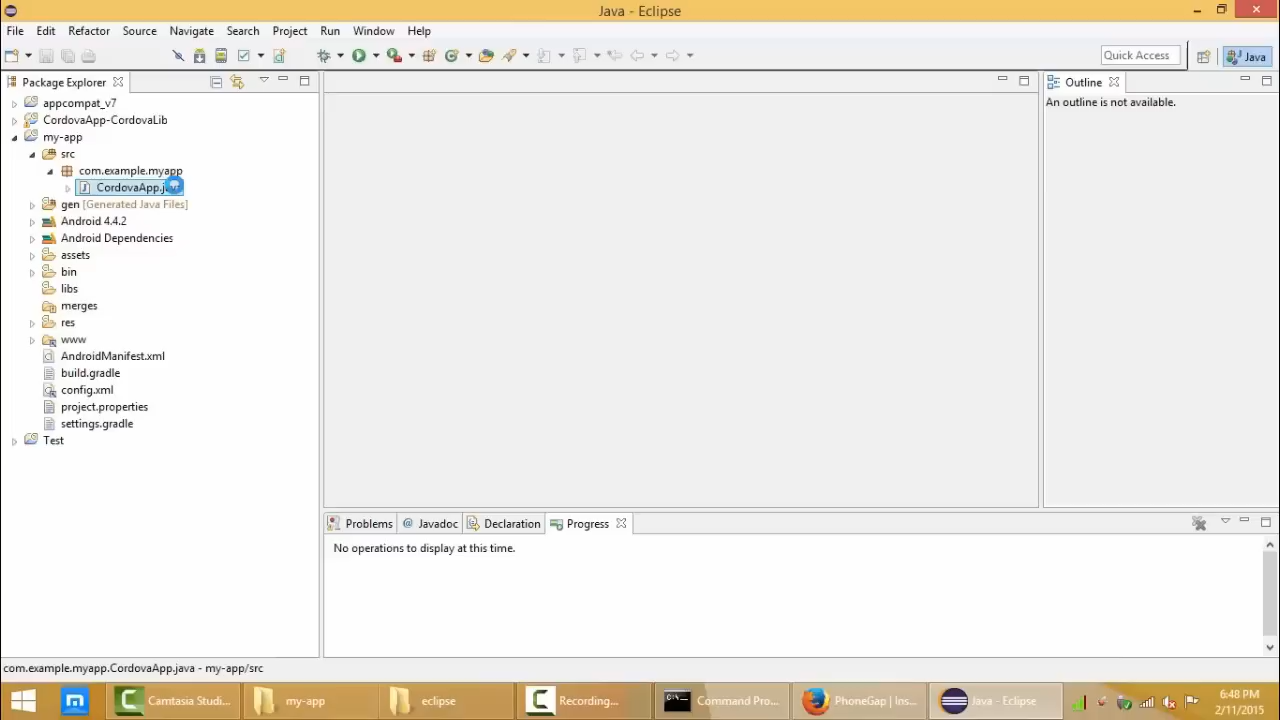 Java - Eclipse
File Edit Refactor Source Navigate Search Project Run Window Help
Quick Access
Java
Package Explorer
Outline
An outline is not available.
appcompat_v7
CordovaApp-CordovaLib
my-app
src
com.example.myapp
CordovaApp.j
gen [Generated Java Files]
Android 4.4.2
Android Dependencies
assets
bin
libs
merges
res
www
AndroidManifest.xml
build.gradle
config.xml
project.properties
settings.gradle
Test
Problems @ Javadoc Declaration Progress
No operations to display at this time.
com.example.myapp.CordovaApp.java - my-app/src
Camtasia Studi... my-app eclipse Recording... Command Pro... PhoneGap | Ins... Java - Eclipse
6:48 PM
2/11/2015